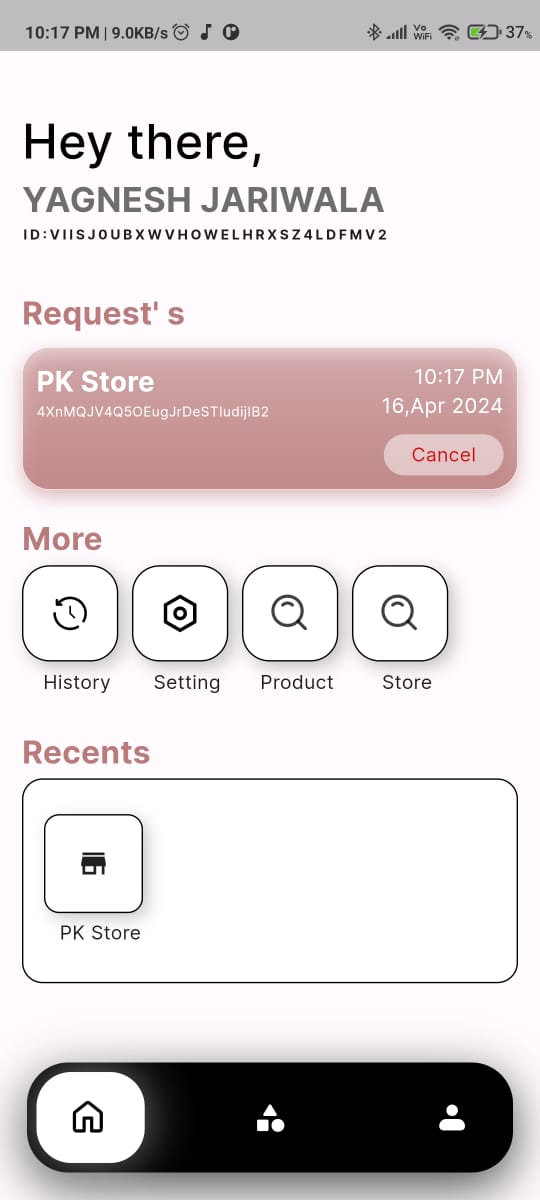 10:17 PM | 9.0KB/s
Vo
WiFi
37%
Hey there,
YAGNESH JARIWALA
ID:VIISJ0UBXWVHOWELHRXSZ4LDFMV2
Request' s
PK Store
10:17 PM
4XnMQJV4Q5OEugJrDeSTIudijIB2
16,Apr 2024
Cancel
More
History
Setting
Product
Store
Recents
PK Store